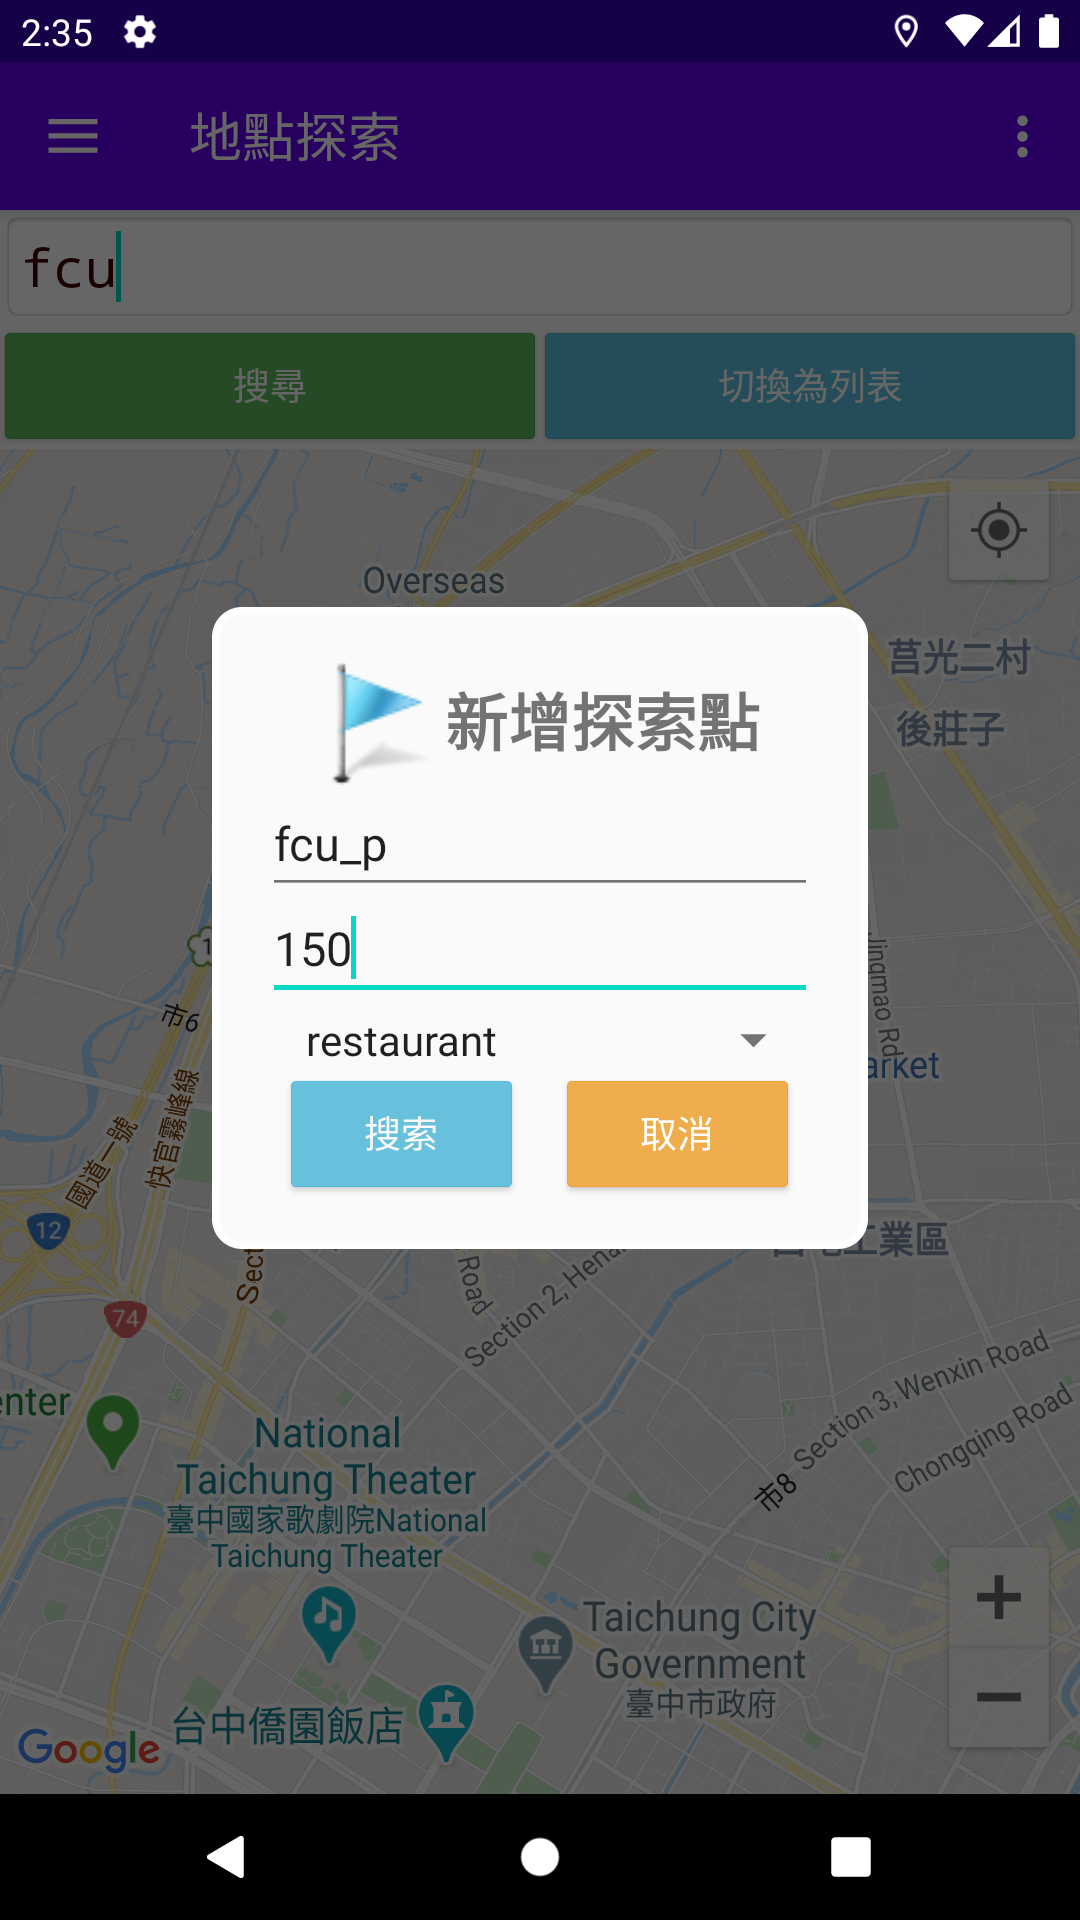 2:35
地點探索
fcu
搜尋
切換為列表
Overseas
莒光二村
後莊子
新增探索點
fcu_p
150
restaurant
搜索
取消
1
Jingmao Rd
市6
arket
快官霧峰線
國道一號
12
工業區
Sect
Road
Section 2, Henan
74
Section 3, Wenxin Road
enter
Chongqing Road
National
Taichung Theater
臺中國家歌劇院National
Taichung Theater
市8
Taichung City
Government
臺中市政府
台中僑園飯店
Google